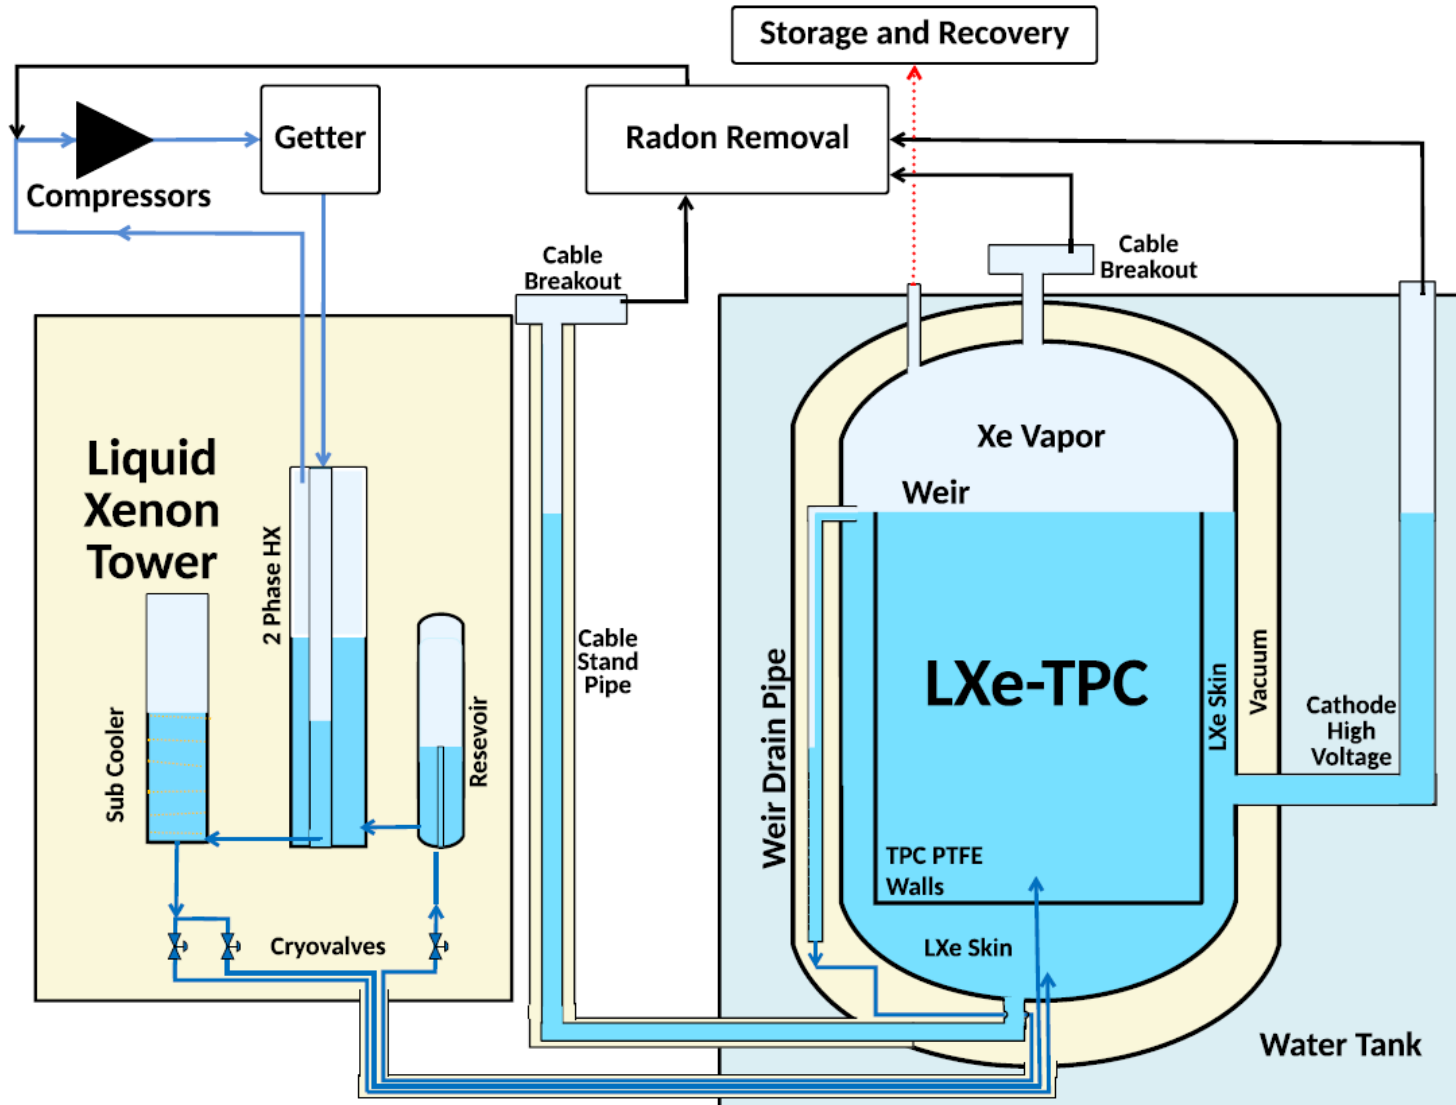 Storage and Recovery
Getter
Radon Removal
Compressors
Cable
Breakout
Cable
Breakout
Liquid
Xenon
Tower
2 Phase HX
Sub Cooler
Resevoir
Cryovalves
Cable
Stand
Pipe
Xe Vapor
Weir
Weir Drain Pipe
LXe-TPC
LXe Skin
Vacuum
Cathode
High
Voltage
TPC PTFE
Walls
LXe Skin
Water Tank